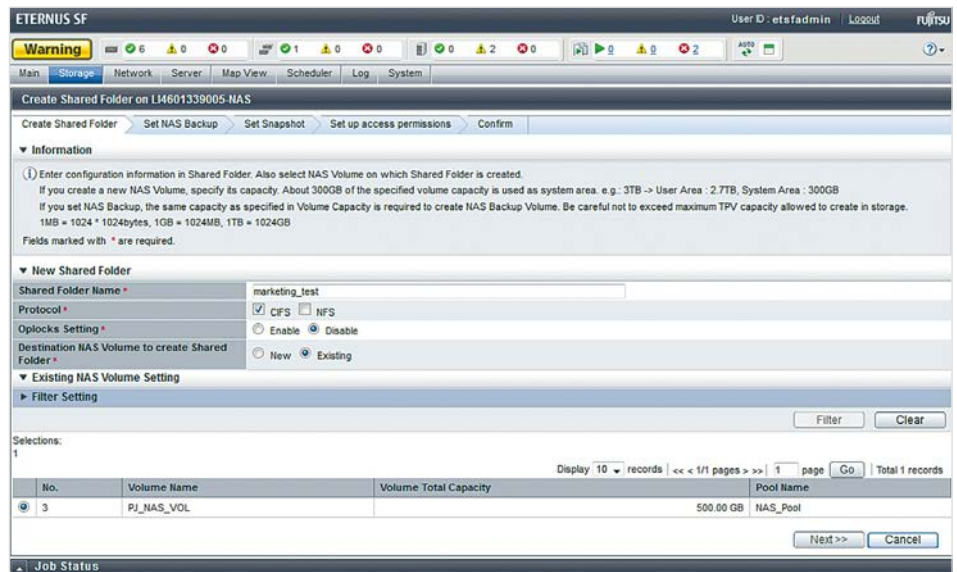 ETERNUS SF User ID : etsfadmin Logout FUJITSU
Warning 6 0 0 1 0 0 0 2 0 0 0 2 AUTO
Main Storage Network Server Map View Scheduler Log System
Create Shared Folder on LI4601339005-NAS
Create Shared Folder Set NAS Backup Set Snapshot Set up access permissions Confirm
Information
Enter configuration information in Shared Folder. Also select NAS Volume on which Shared Folder is created.
If you create a new NAS Volume, specify its capacity. About 300GB of the specified volume capacity is used as system area. e.g.: 3TB -> User Area : 2.7TB, System Area : 300GB
If you set NAS Backup, the same capacity as specified in Volume Capacity is required to create NAS Backup Volume. Be careful not to exceed maximum TPV capacity allowed to create in storage.
1MB = 1024 * 1024bytes, 1GB = 1024MB, 1TB = 1024GB
Fields marked with * are required.
New Shared Folder
Shared Folder Name * marketing_test
Protocol * CIFS NFS
Oplocks Setting * Enable Disable
Destination NAS Volume to create Shared Folder * New Existing
Existing NAS Volume Setting
Filter Setting
Filter Clear
Selections:
1
Display 10 records << < 1/1 pages > >> 1 page Go Total 1 records
No. Volume Name Volume Total Capacity Pool Name
3 PJ_NAS_VOL 500.00 GB NAS_Pool
Next >> Cancel
Job Status